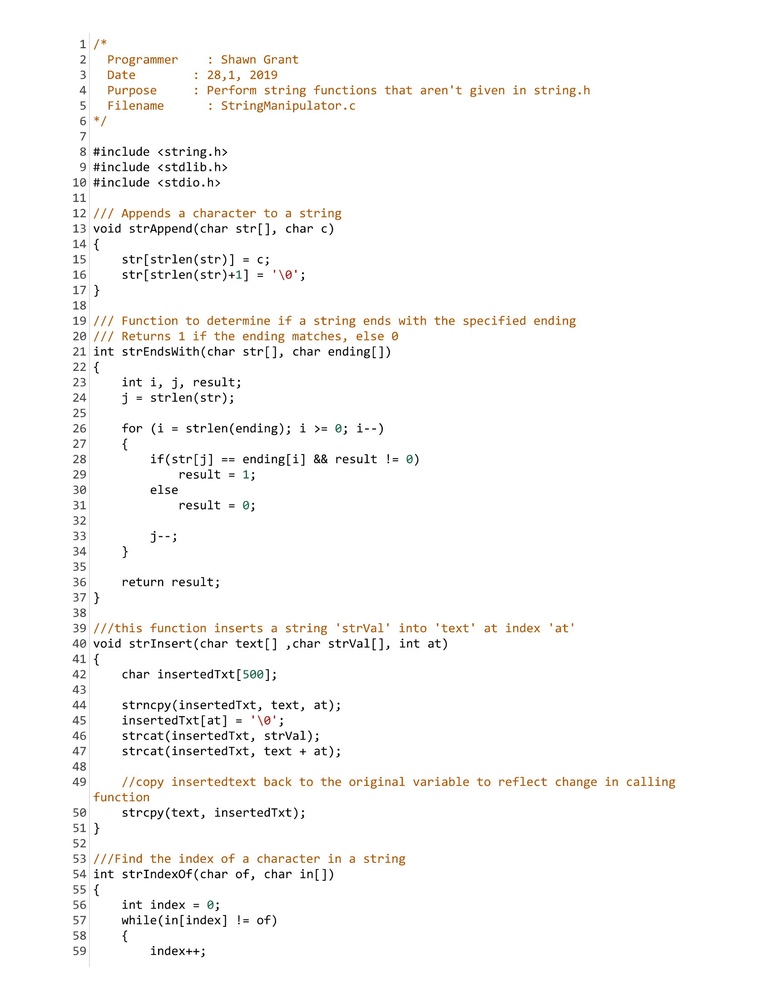 1 /*
2   Programmer    : Shawn Grant
3   Date        : 28,1, 2019
4   Purpose     : Perform string functions that aren't given in string.h
5   Filename      : StringManipulator.c
6 */
7
8 #include <string.h>
9 #include <stdlib.h>
10 #include <stdio.h>
11
12 /// Appends a character to a string
13 void strAppend(char str[], char c)
14 {
15     str[strlen(str)] = c;
16     str[strlen(str)+1] = '\0';
17 }
18
19 /// Function to determine if a string ends with the specified ending
20 /// Returns 1 if the ending matches, else 0
21 int strEndsWith(char str[], char ending[])
22 {
23     int i, j, result;
24     j = strlen(str);
25
26     for (i = strlen(ending); i >= 0; i--)
27     {
28         if(str[j] == ending[i] && result != 0)
29             result = 1;
30         else
31             result = 0;
32
33         j--;
34     }
35
36     return result;
37 }
38
39 ///this function inserts a string 'strVal' into 'text' at index 'at'
40 void strInsert(char text[] ,char strVal[], int at)
41 {
42     char insertedTxt[500];
43
44     strncpy(insertedTxt, text, at);
45     insertedTxt[at] = '\0';
46     strcat(insertedTxt, strVal);
47     strcat(insertedTxt, text + at);
48
49     //copy insertedtext back to the original variable to reflect change in calling
function
50     strcpy(text, insertedTxt);
51 }
52
53 ///Find the index of a character in a string
54 int strIndexOf(char of, char in[])
55 {
56     int index = 0;
57     while(in[index] != of)
58     {
59         index++;